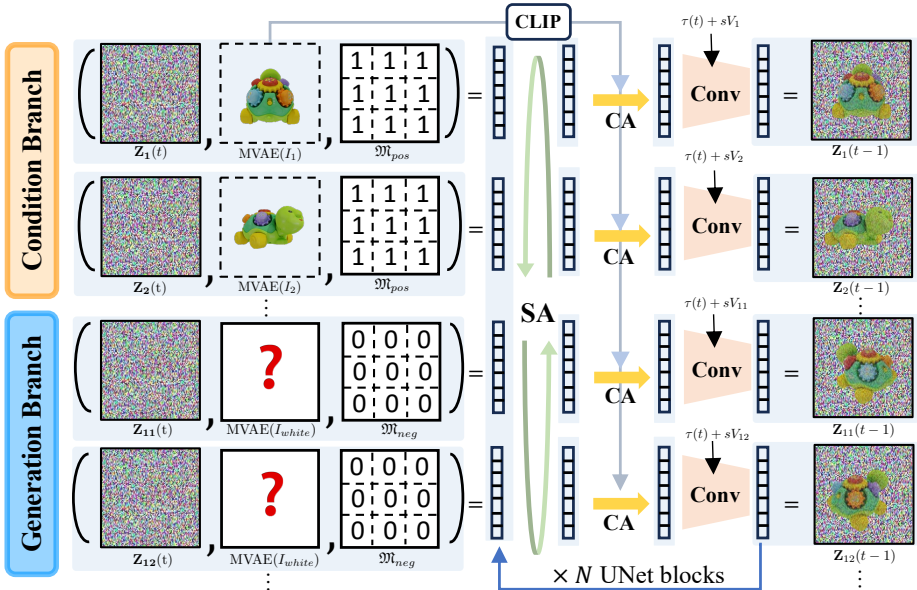 CLIP
Condition Branch
Generation Branch
( , , ) =
1 1 1
1 1 1
1 1 1
Z₁(t)
MVAE(I₁)
𝔐pos
CA
τ(t) + sV₁
Conv
=
Z₁(t−1)
( , , ) =
1 1 1
1 1 1
1 1 1
Z₂(t)
MVAE(I₂)
𝔐pos
CA
τ(t) + sV₂
Conv
=
Z₂(t−1)
⋮
SA
⋮
( , , ) =
?
0 0 0
0 0 0
0 0 0
Z₁₁(t)
MVAE(I_white)
𝔐neg
CA
τ(t) + sV₁₁
Conv
=
Z₁₁(t−1)
( , , ) =
?
0 0 0
0 0 0
0 0 0
Z₁₂(t)
MVAE(I_white)
𝔐neg
CA
τ(t) + sV₁₂
Conv
=
Z₁₂(t−1)
⋮
× N UNet blocks
⋮